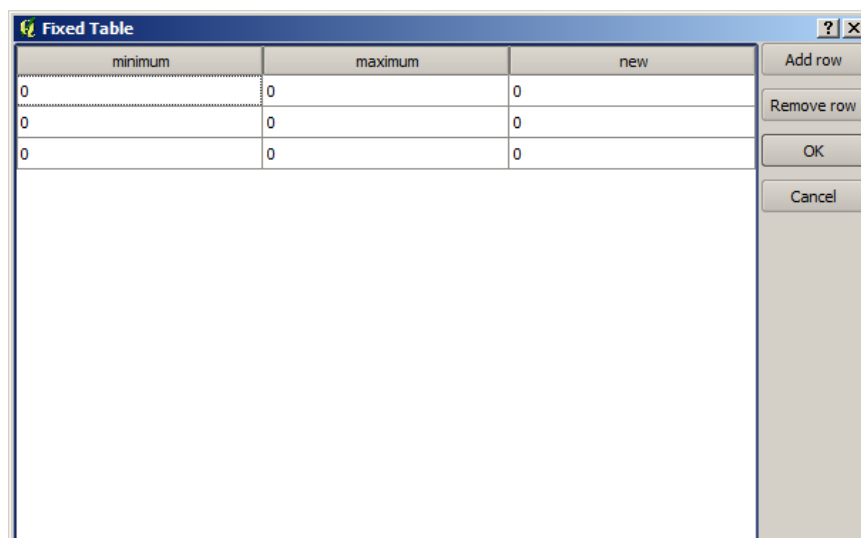 Fixed Table
minimum maximum new Add row
0 0 0
Remove row
0 0 0
0 0 0 OK
Cancel